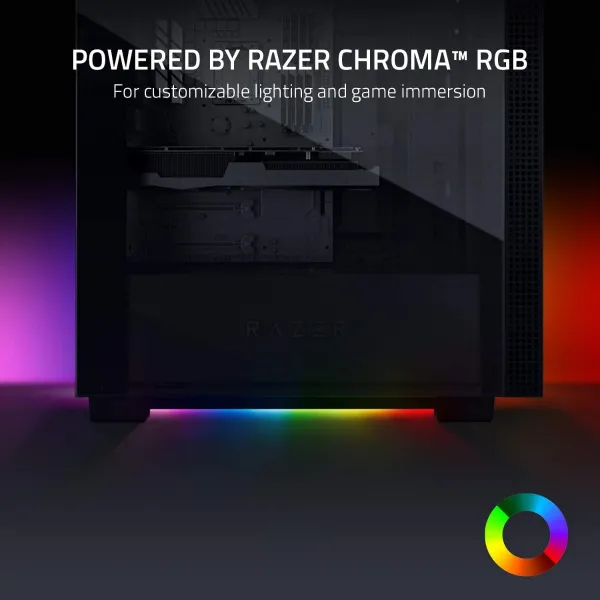 POWERED BY RAZER CHROMA™ RGB
For customizable lighting and game immersion
RAZER